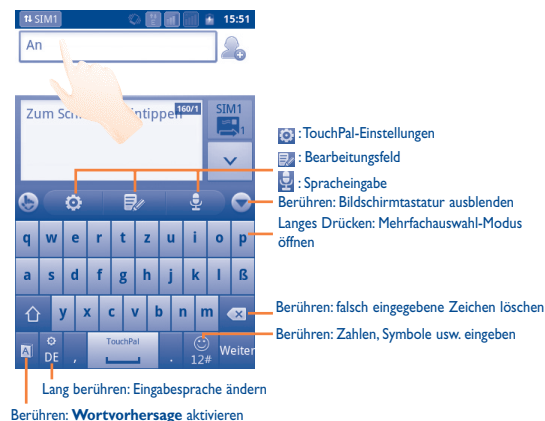 SIM1 15:51
An
Zum Sch intippen 160/1 SIM1
1
: TouchPal-Einstellungen
: Bearbeitungsfeld
: Spracheingabe
Berühren: Bildschirmtastatur ausblenden
Langes Drücken: Mehrfachauswahl-Modus
öffnen
q w e r t z u i o p
a s d f g h j k l ß
y x c v b n m
Berühren: falsch eingegebene Zeichen löschen
Berühren: Zahlen, Symbole usw. eingeben
A DE , TouchPal . 12# Weiter
Lang berühren: Eingabesprache ändern
Berühren: Wortvorhersage aktivieren